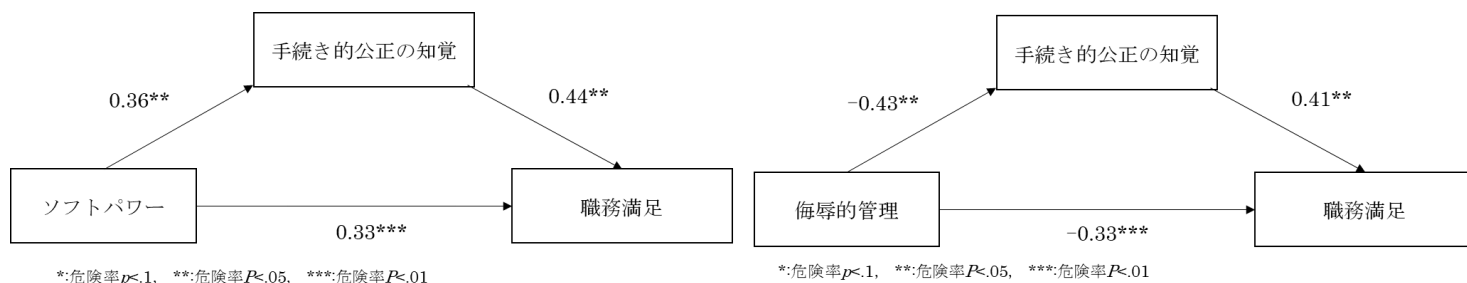 手続き的公正の知覚
0.36**
0.44**
ソフトパワー
職務満足
0.33***
*:危険率p<.1, **:危険率P<.05, ***:危険率P<.01
手続き的公正の知覚
-0.43**
0.41**
侮辱的管理
職務満足
-0.33***
*:危険率p<.1, **:危険率P<.05, ***:危険率P<.01